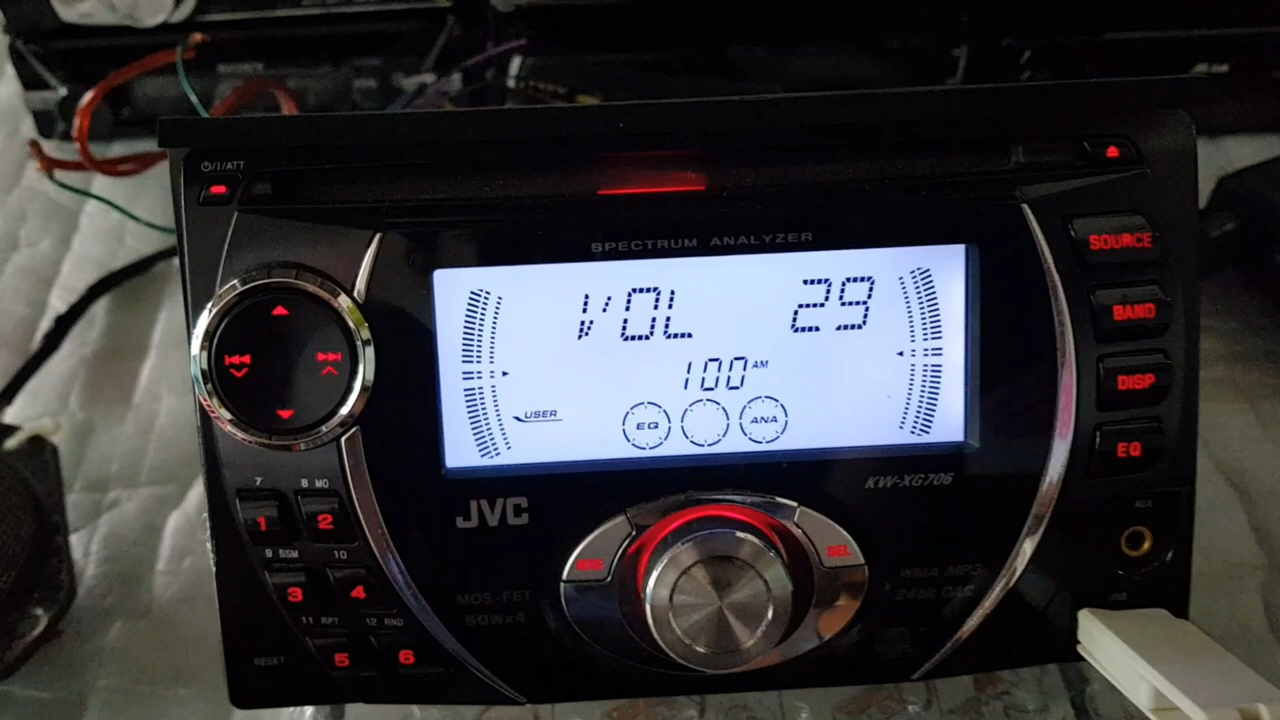 ⏻/I/ATT
SPECTRUM ANALYZER
SOURCE
BAND
DISP
EQ
VOL 29
100 AM
USER
EQ
ANA
KW-XG706
JVC
SEL
AUX
T
8 MO
1
2
9 SSM
10
3
4
11 RPT
12 RND
5
6
RESET
MOS-FET
50W×4
WMA MP3
24bit DAC
USB